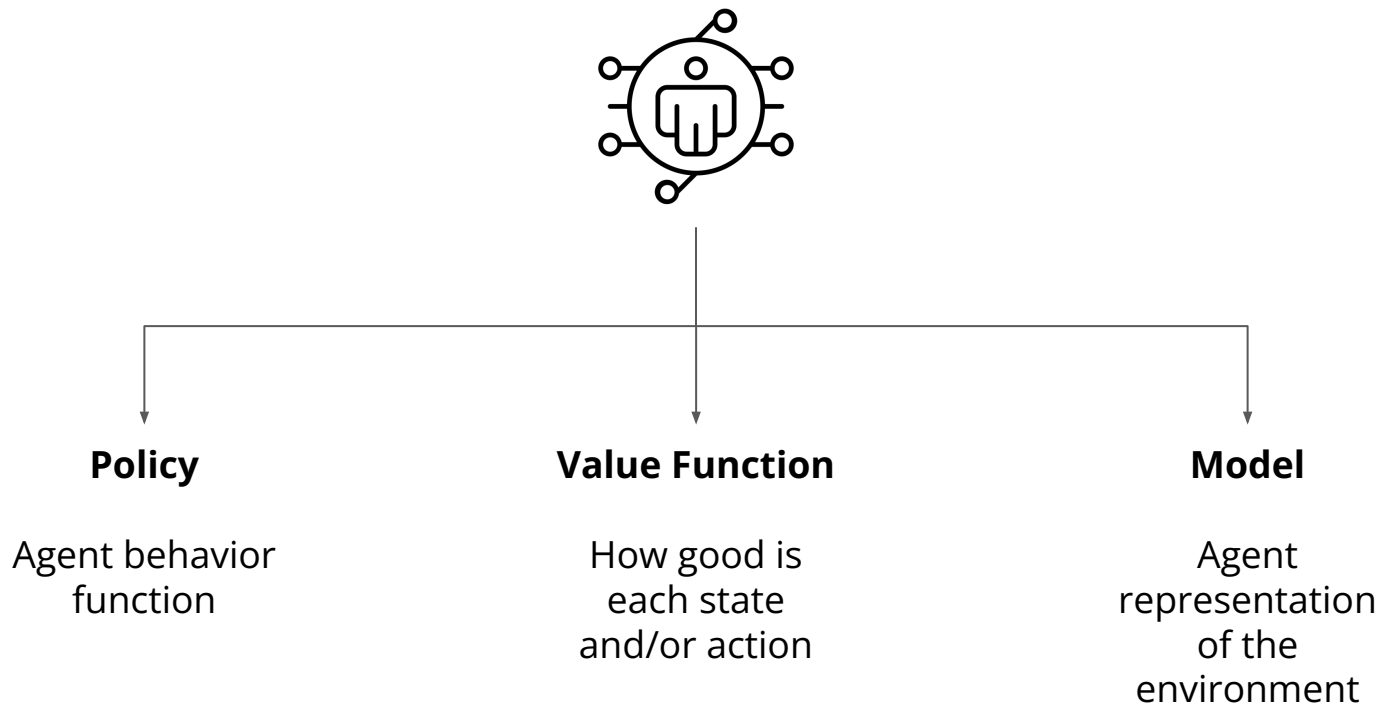 Policy
Agent behavior
function
Value Function
How good is
each state
and/or action
Model
Agent
representation
of the
environment